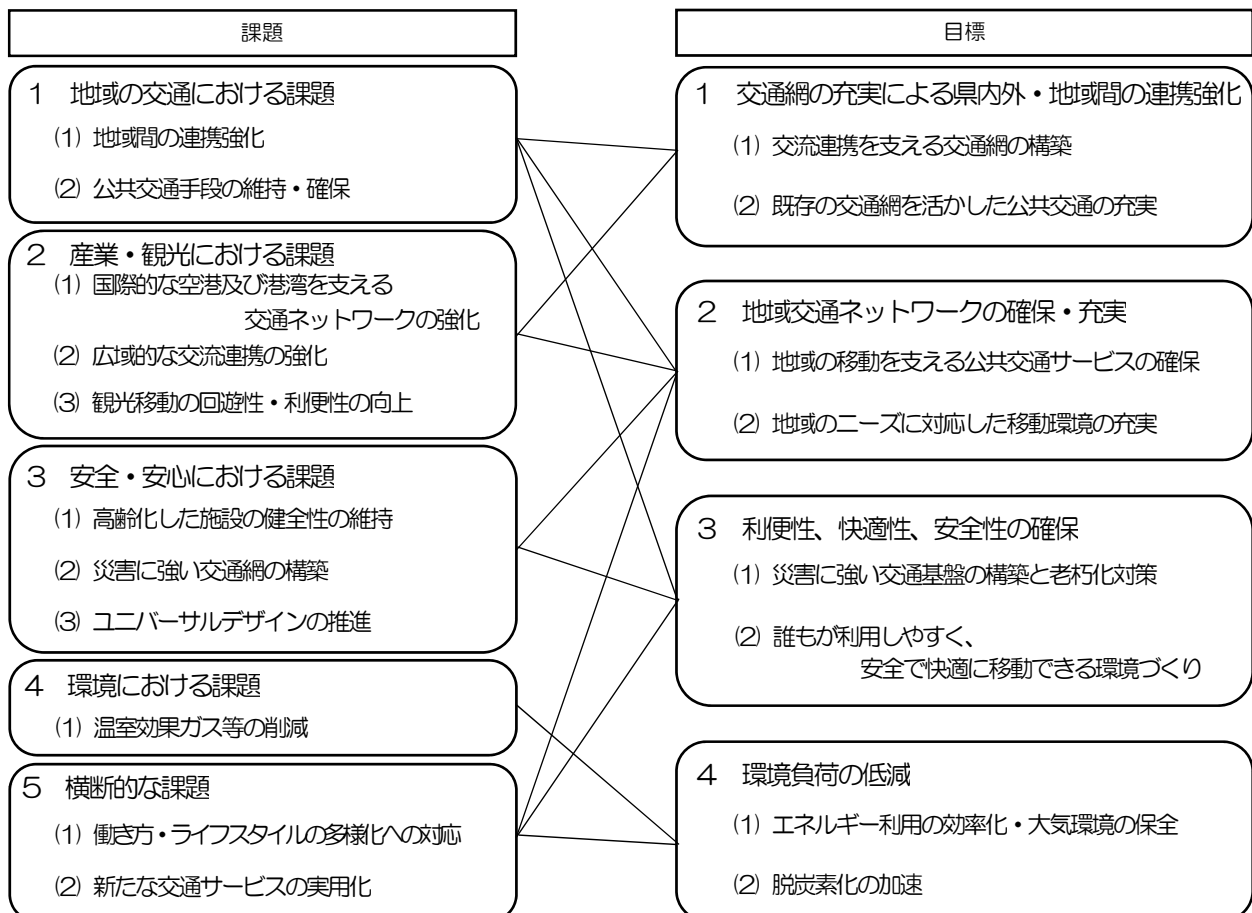 課題
1 地域の交通における課題
(1) 地域間の連携強化
(2) 公共交通手段の維持・確保
2 産業・観光における課題
(1) 国際的な空港及び港湾を支える
交通ネットワークの強化
(2) 広域的な交流連携の強化
(3) 観光移動の回遊性・利便性の向上
3 安全・安心における課題
(1) 高齢化した施設の健全性の維持
(2) 災害に強い交通網の構築
(3) ユニバーサルデザインの推進
4 環境における課題
(1) 温室効果ガス等の削減
5 横断的な課題
(1) 働き方・ライフスタイルの多様化への対応
(2) 新たな交通サービスの実用化
目標
1 交通網の充実による県内外・地域間の連携強化
(1) 交流連携を支える交通網の構築
(2) 既存の交通網を活かした公共交通の充実
2 地域交通ネットワークの確保・充実
(1) 地域の移動を支える公共交通サービスの確保
(2) 地域のニーズに対応した移動環境の充実
3 利便性、快適性、安全性の確保
(1) 災害に強い交通基盤の構築と老朽化対策
(2) 誰もが利用しやすく、
安全で快適に移動できる環境づくり
4 環境負荷の低減
(1) エネルギー利用の効率化・大気環境の保全
(2) 脱炭素化の加速